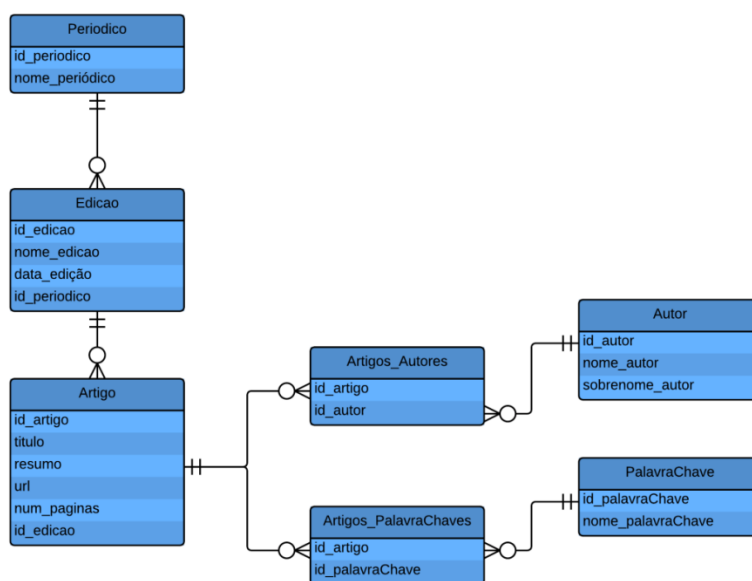 Periodico
id_periodico
nome_periódico
Edicao
id_edicao
nome_edicao
data_edição
id_periodico
Artigo
id_artigo
titulo
resumo
url
num_paginas
id_edicao
Artigos_Autores
id_artigo
id_autor
Autor
id_autor
nome_autor
sobrenome_autor
Artigos_PalavraChaves
id_artigo
id_palavraChave
PalavraChave
id_palavraChave
nome_palavraChave